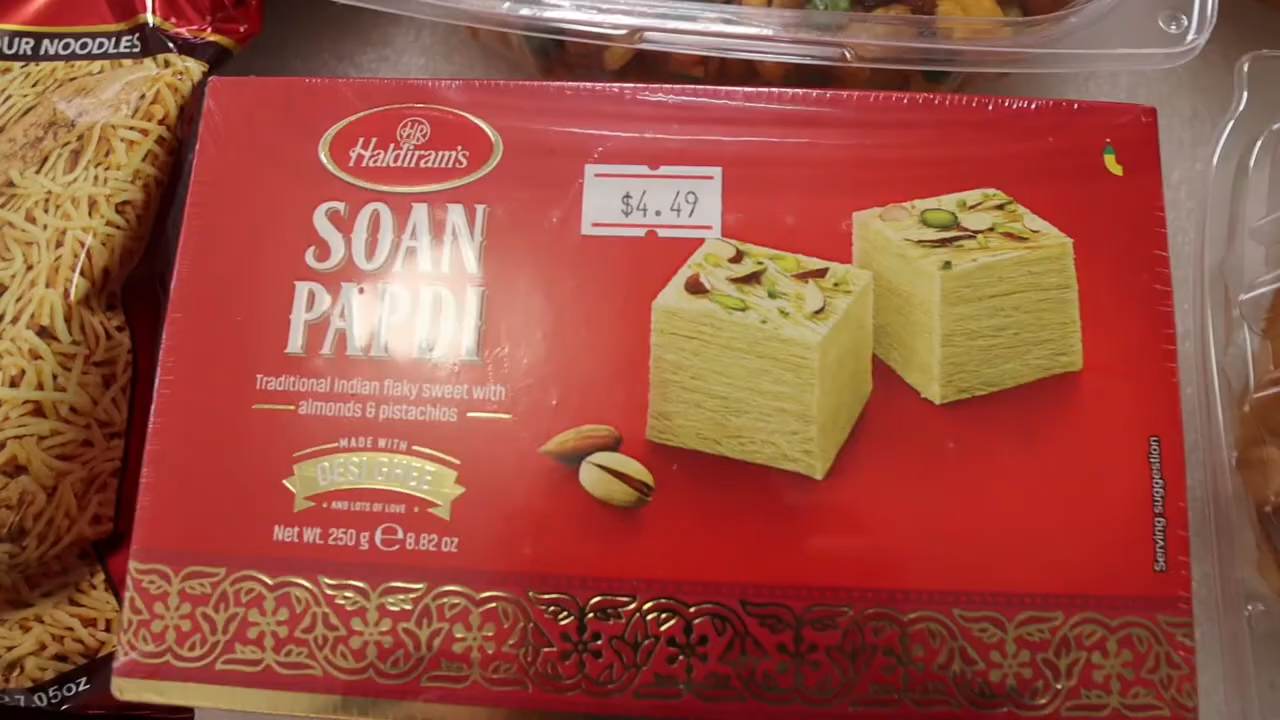 UR NOODLES
HR
Haldiram's
$4.49
SOAN
PAPDI
Traditional Indian flaky sweet with
almonds & pistachios
MADE WITH
DESI GHEE
AND LOTS OF LOVE
Net Wt. 250 g e 8.82 oz
Serving suggestion
7.05oz